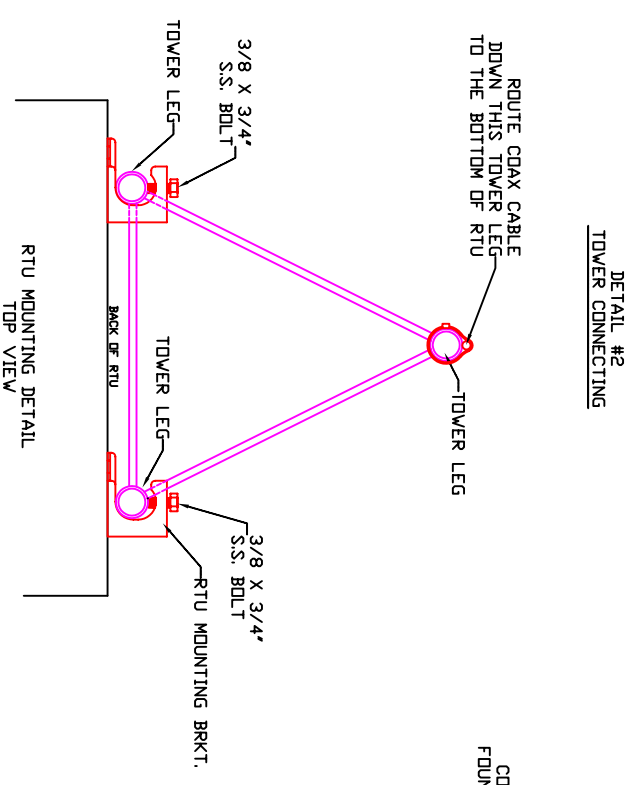 DETAIL #2
TOWER CONNECTING
ROUTE COAX CABLE
DOWN THIS TOWER LEG
TO THE BOTTOM OF RTU
TOWER LEG
3/8 X 3/4"
S.S. BOLT
TOWER LEG
TOWER LEG
3/8 X 3/4"
S.S. BOLT
RTU MOUNTING BRKT.
BACK OF RTU
RTU MOUNTING DETAIL
TOP VIEW
CO
FOUN